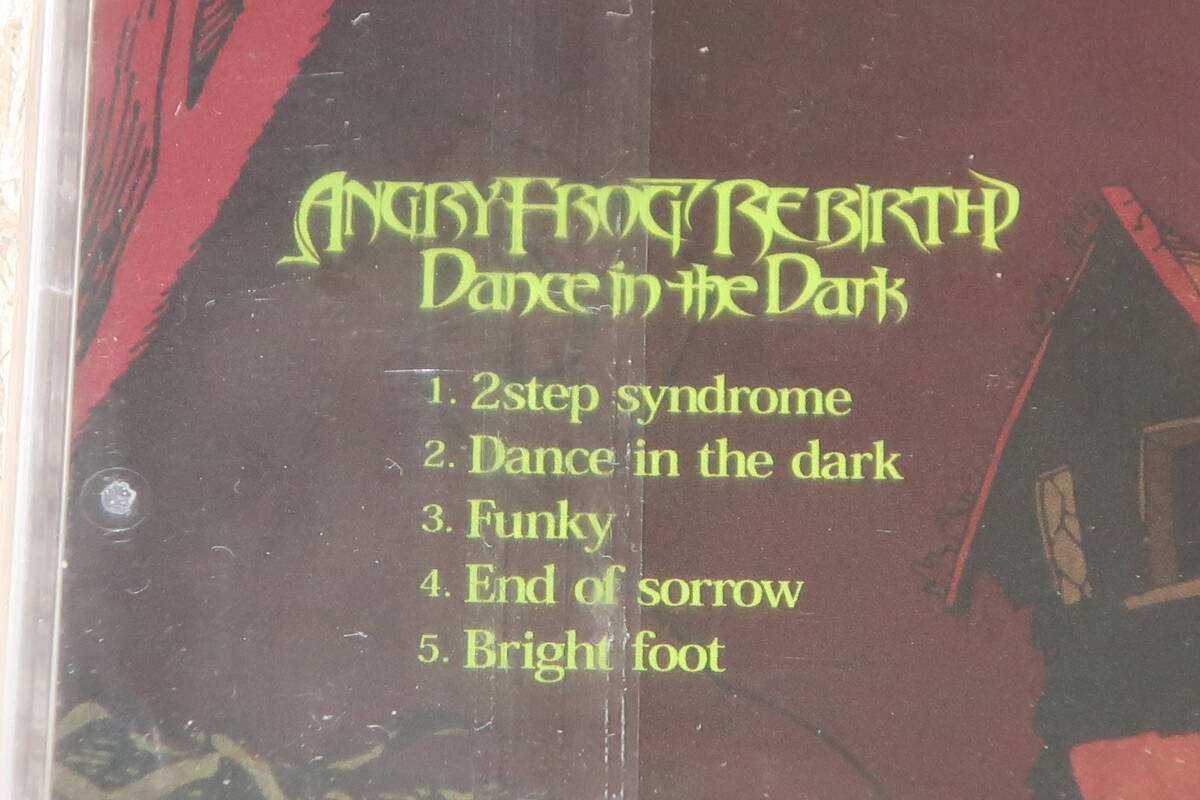 ANGRY FROG REBIRTH
Dance in the Dark
1. 2step syndrome
2. Dance in the dark
3. Funky
4. End of sorrow
5. Bright foot